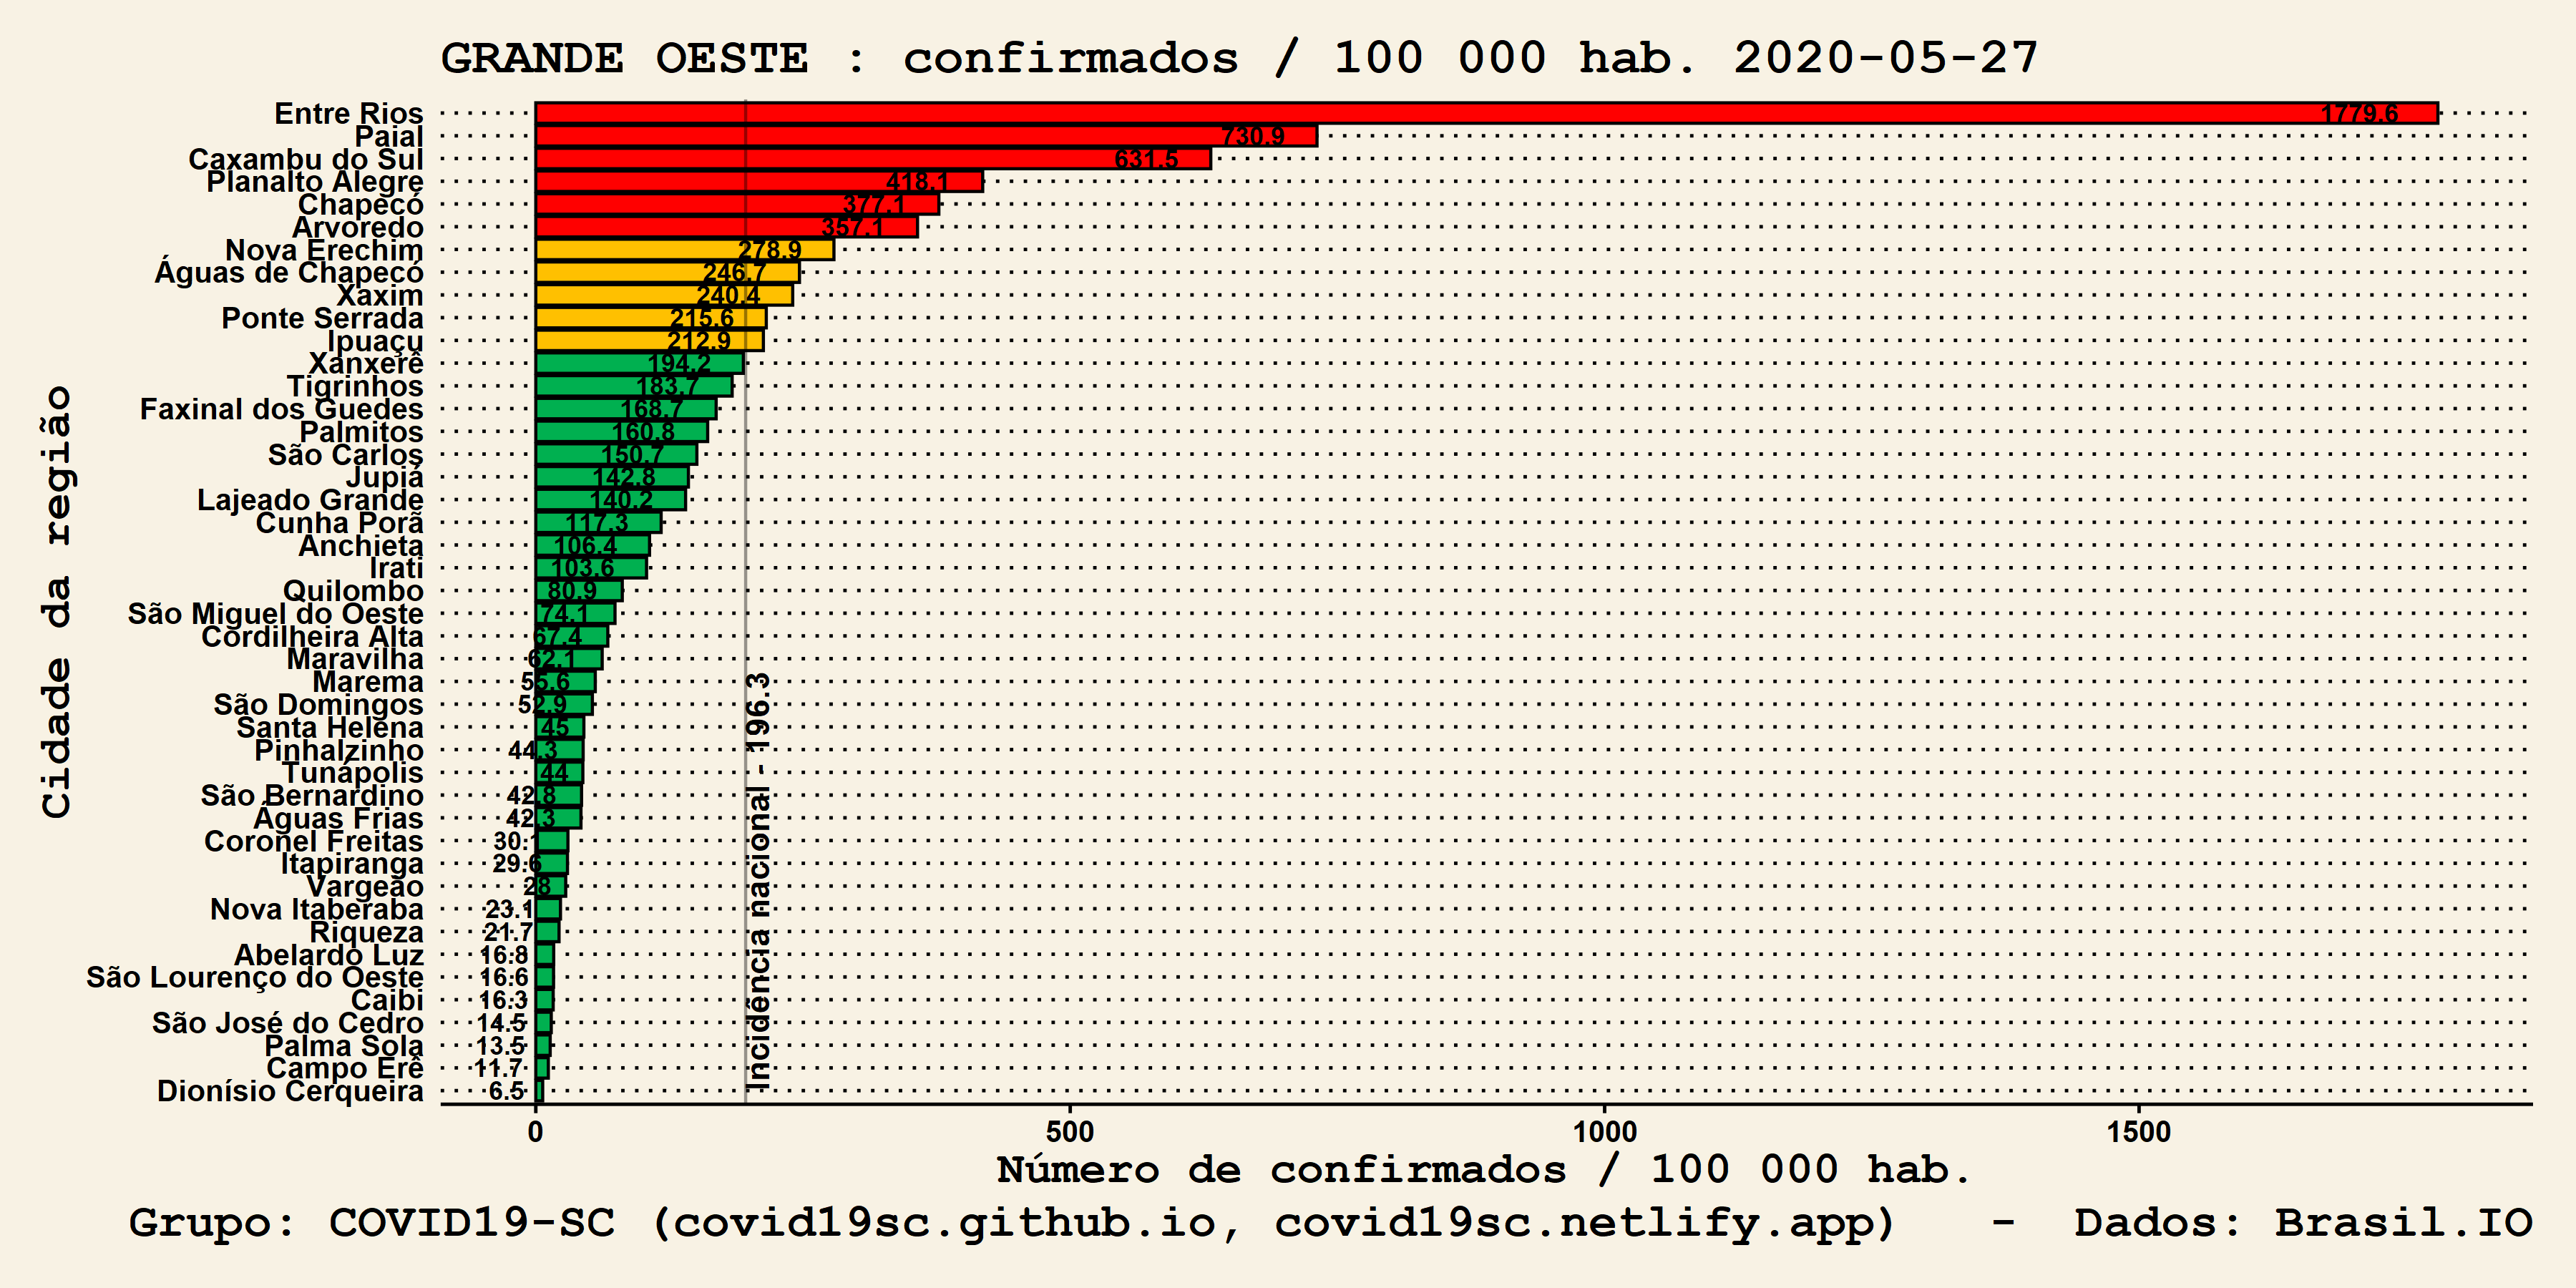 GRANDE OESTE : confirmados / 100 000 hab. 2020-05-27
Cidade da região
Entre Rios 1779.6
Paial 730.9
Caxambu do Sul 631.5
Planalto Alegre 418.1
Chapecó 377.1
Arvoredo 357.1
Nova Erechim 278.9
Águas de Chapecó 246.7
Xaxim 240.4
Ponte Serrada 215.6
Ipuaçu 212.9
Xanxerê 194.2
Tigrinhos 183.7
Faxinal dos Guedes 168.7
Palmitos 160.8
São Carlos 150.7
Jupiá 142.8
Lajeado Grande 140.2
Cunha Porã 117.3
Anchieta 106.4
Irati 103.6
Quilombo 80.9
São Miguel do Oeste 74.1
Cordilheira Alta 67.4
Maravilha 62.1
Marema 55.6
São Domingos 52.9
Santa Helena 45
Pinhalzinho 44.3
Tunápolis 44
São Bernardino 42.8
Águas Frias 42.3
Coronel Freitas 30.1
Itapiranga 29.6
Vargeão 28
Nova Itaberaba 23.1
Riqueza 21.7
Abelardo Luz 16.8
São Lourenço do Oeste 16.6
Caibi 16.3
São José do Cedro 14.5
Palma Sola 13.5
Campo Erê 11.7
Dionísio Cerqueira 6.5
Incidência nacional - 196.3
0 500 1000 1500
Número de confirmados / 100 000 hab.
Grupo: COVID19-SC (covid19sc.github.io, covid19sc.netlify.app) - Dados: Brasil.IO